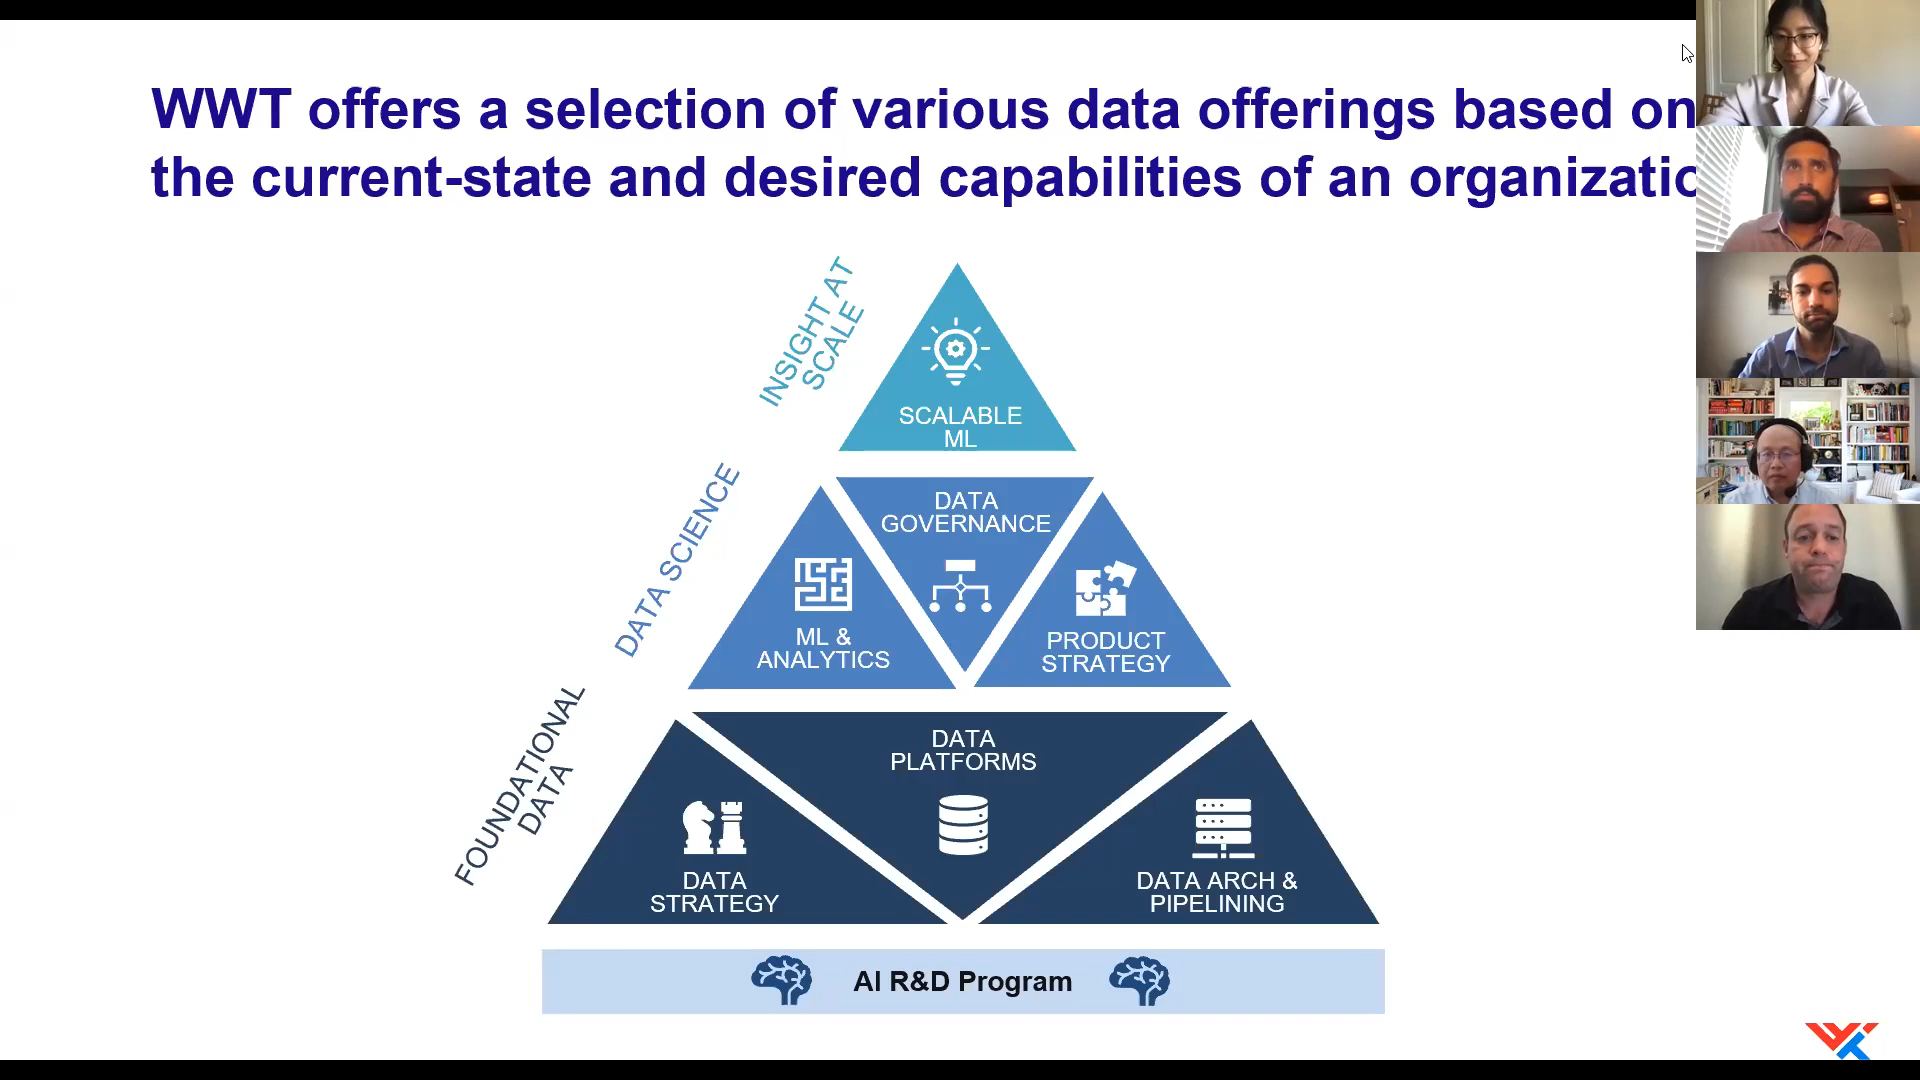 WWT offers a selection of various data offerings based on
the current-state and desired capabilities of an organizatio
INSIGHT AT
SCALE
SCALABLE
ML
DATA SCIENCE
DATA
GOVERNANCE
ML &
ANALYTICS
PRODUCT
STRATEGY
FOUNDATIONAL
DATA
DATA
PLATFORMS
DATA
STRATEGY
DATA ARCH &
PIPELINING
AI R&D Program